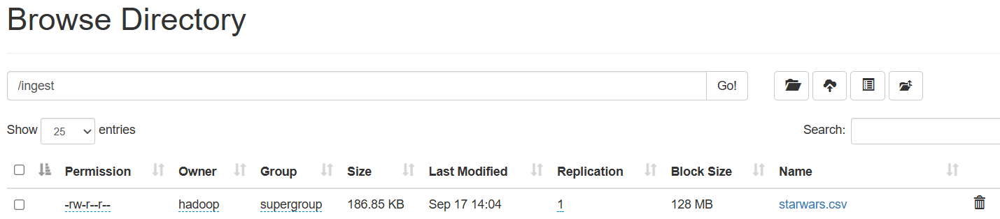 Browse Directory
/ingest Go!
Show 25 entries Search:
Permission Owner Group Size Last Modified Replication Block Size Name
-rw-r--r-- hadoop supergroup 186.85 KB Sep 17 14:04 1 128 MB starwars.csv